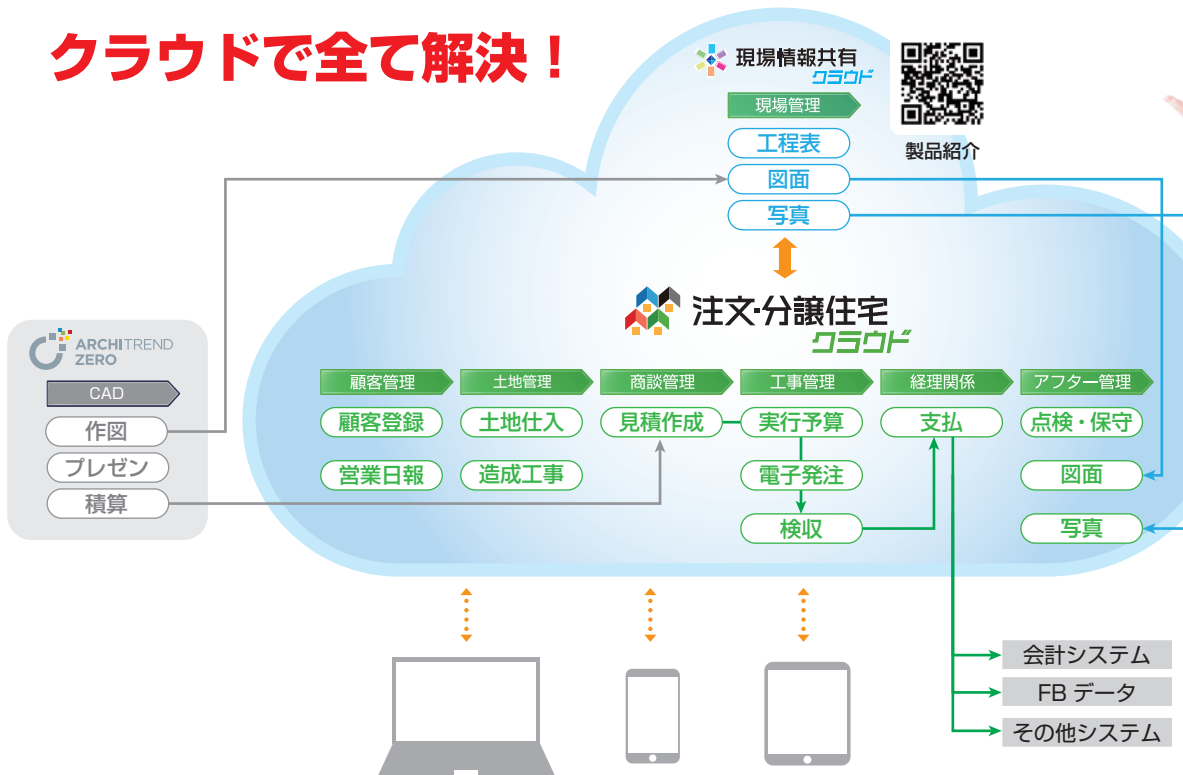 クラウドで全て解決！
現場情報共有
クラウド
現場管理
工程表
図面
写真
製品紹介
注文・分譲住宅
クラウド
ARCHITREND
ZERO
CAD
作図
プレゼン
積算
顧客管理
顧客登録
営業日報
土地管理
土地仕入
造成工事
商談管理
見積作成
工事管理
実行予算
電子発注
検収
経理関係
支払
アフター管理
点検・保守
図面
写真
会計システム
FB データ
その他システム